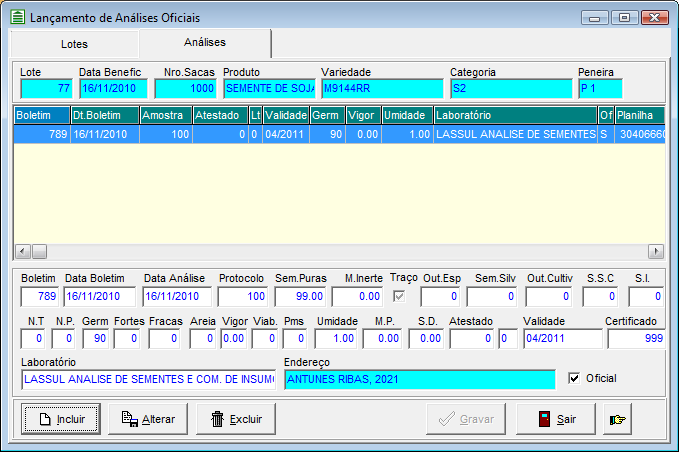 Lançamento de Análises Oficiais
Lotes Análises
Lote Data Benefic Nro.Sacas Produto Variedade Categoria Peneira
77 16/11/2010 1000 SEMENTE DE SOJA M9144RR S2 P 1
Boletim Dt.Boletim Amostra Atestado Lt Validade Germ Vigor Umidade Laboratório Of Planilha
789 16/11/2010 100 0 0 04/2011 90 0.00 1.00 LASSUL ANALISE DE SEMENTES S 30406660
Boletim Data Boletim Data Análise Protocolo Sem.Puras M.Inerte Traço Out.Esp Sem.Silv Out.Cultiv S.S.C S.I.
789 16/11/2010 16/11/2010 100 99.00 0.00 0 0 0 0 0
N.T N.P. Germ Fortes Fracas Areia Vigor Viab. Pms Umidade M.P. S.D. Atestado Validade Certificado
0 0 90 0 0 0 0.00 0 0 1.00 0.00 0.00 0 0 04/2011 999
Laboratório Endereço
LASSUL ANALISE DE SEMENTES E COM. DE INSUMO ANTUNES RIBAS, 2021 Oficial
Incluir Alterar Excluir Gravar Sair